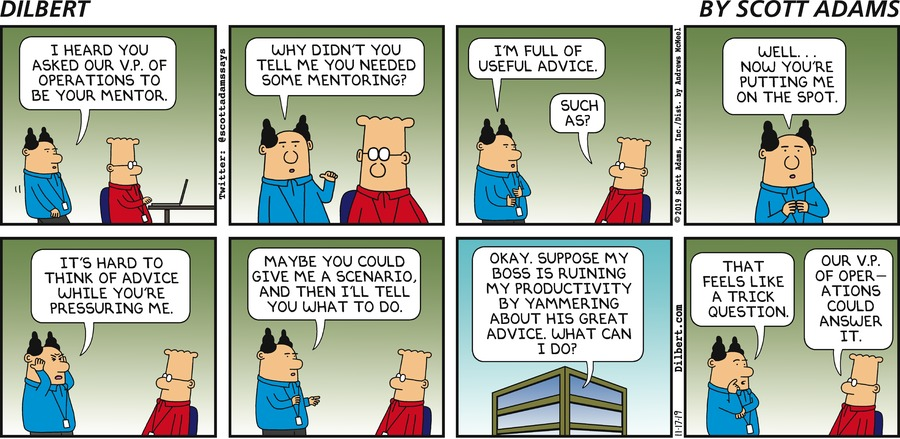 DILBERT
BY SCOTT ADAMS
I HEARD YOU
ASKED OUR V.P. OF
OPERATIONS TO
BE YOUR MENTOR.
Twitter: @scottadamssays
WHY DIDN'T YOU
TELL ME YOU NEEDED
SOME MENTORING?
I'M FULL OF
USEFUL ADVICE.
SUCH
AS?
©2019 Scott Adams, Inc./Dist. by Andrews McMeel
WELL...
NOW YOU'RE
PUTTING ME
ON THE SPOT.
IT'S HARD TO
THINK OF ADVICE
WHILE YOU'RE
PRESSURING ME.
MAYBE YOU COULD
GIVE ME A SCENARIO,
AND THEN I'LL TELL
YOU WHAT TO DO.
OKAY. SUPPOSE MY
BOSS IS RUINING
MY PRODUCTIVITY
BY YAMMERING
ABOUT HIS GREAT
ADVICE. WHAT CAN
I DO?
Dilbert.com
11-17-19
THAT
FEELS LIKE
A TRICK
QUESTION.
OUR V.P.
OF OPER-
ATIONS
COULD
ANSWER
IT.